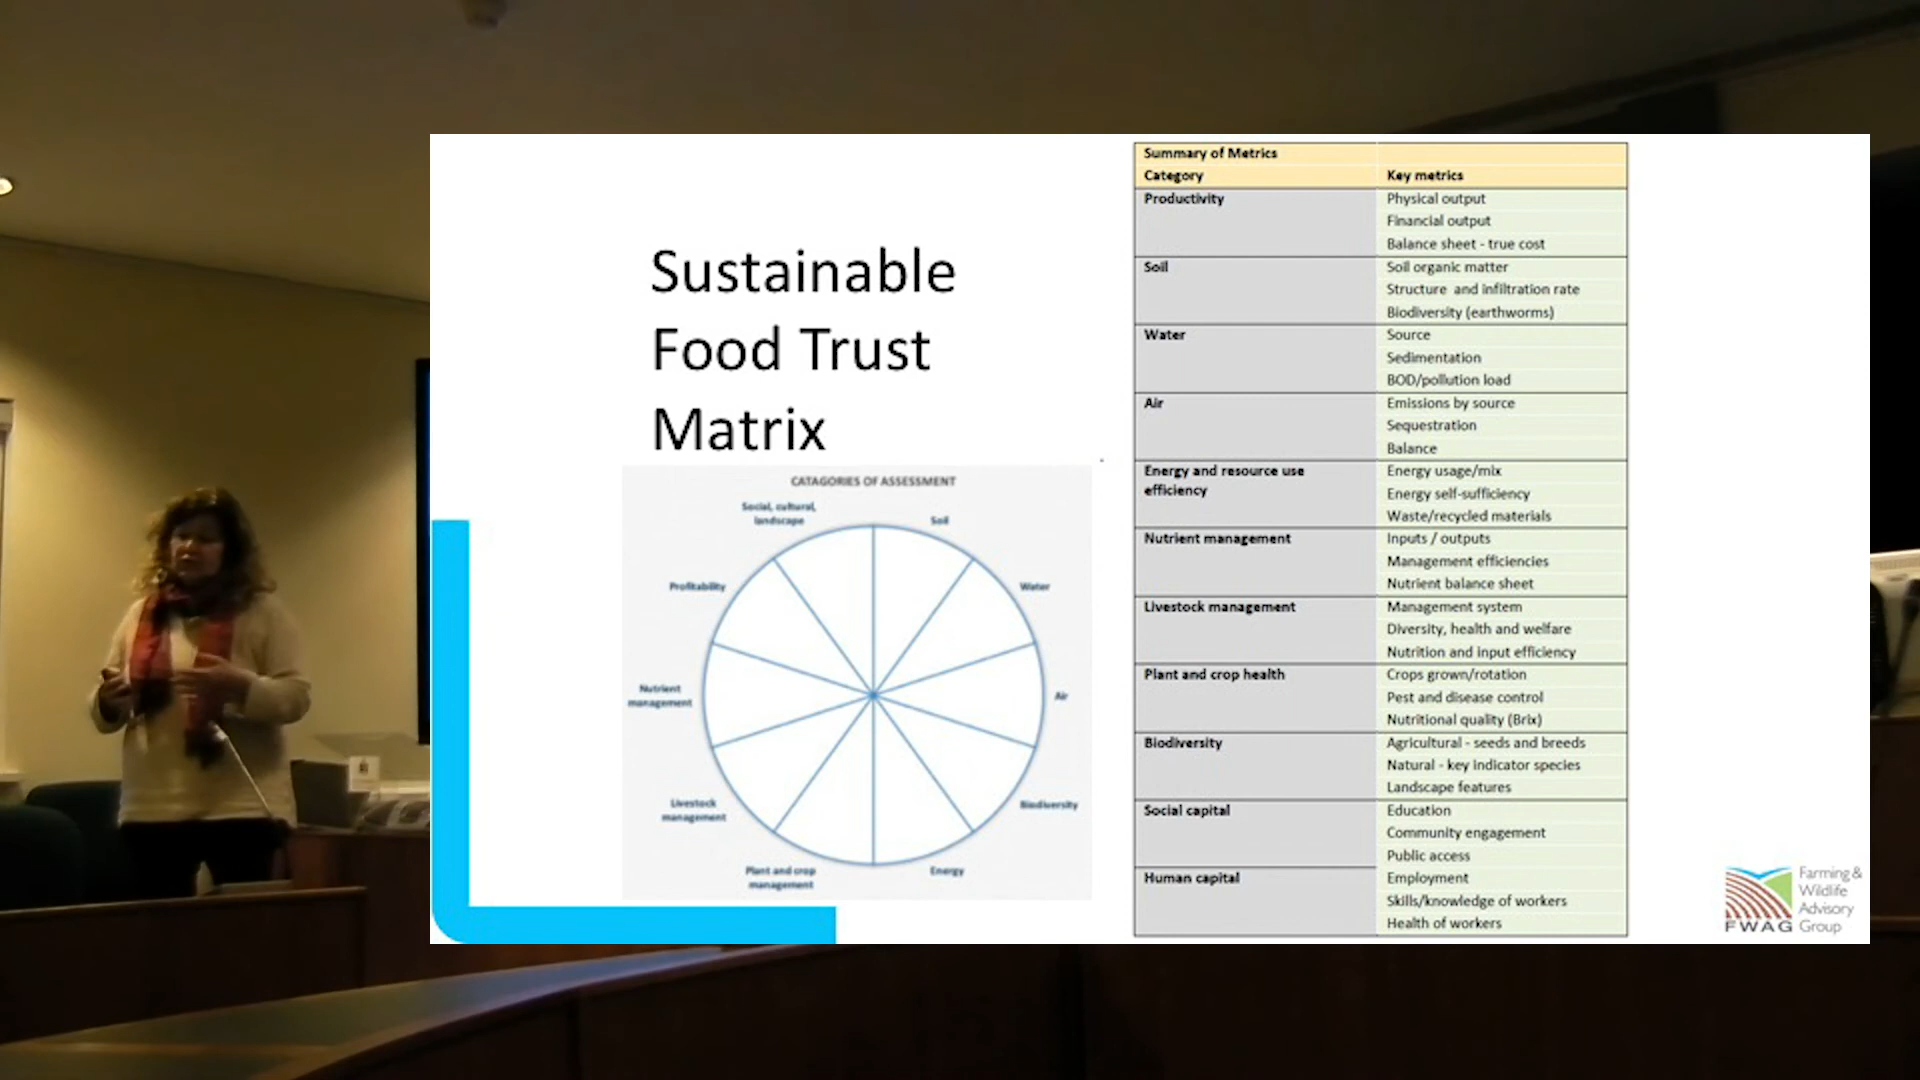 Sustainable
Food Trust
Matrix
CATAGORIES OF ASSESSMENT
Social, cultural,
landscape
Soil
Profitability
Water
Nutrient
management
Air
Livestock
management
Biodiversity
Plant and crop
management
Energy
Summary of Metrics
Category Key metrics
Productivity Physical output
Financial output
Balance sheet - true cost
Soil Soil organic matter
Structure and infiltration rate
Biodiversity (earthworms)
Water Source
Sedimentation
BOD/pollution load
Air Emissions by source
Sequestration
Balance
Energy and resource use Energy usage/mix
efficiency Energy self-sufficiency
Waste/recycled materials
Nutrient management Inputs / outputs
Management efficiencies
Nutrient balance sheet
Livestock management Management system
Diversity, health and welfare
Nutrition and input efficiency
Plant and crop health Crops grown/rotation
Pest and disease control
Nutritional quality (Brix)
Biodiversity Agricultural - seeds and breeds
Natural - key indicator species
Landscape features
Social capital Education
Community engagement
Public access
Human capital Employment
Skills/knowledge of workers
Health of workers
Farming &
Wildlife
Advisory
Group
FWAG